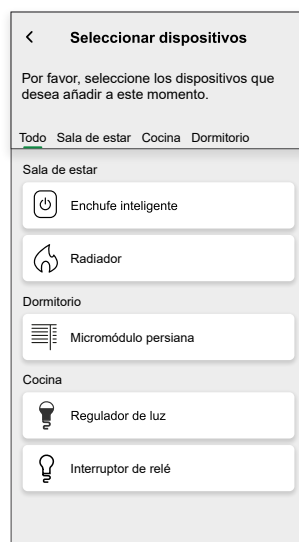 Seleccionar dispositivos
Por favor, seleccione los dispositivos que
desea añadir a este momento.
Todo Sala de estar Cocina Dormitorio
Sala de estar
Enchufe inteligente
Radiador
Dormitorio
Micromódulo persiana
Cocina
Regulador de luz
Interruptor de relé